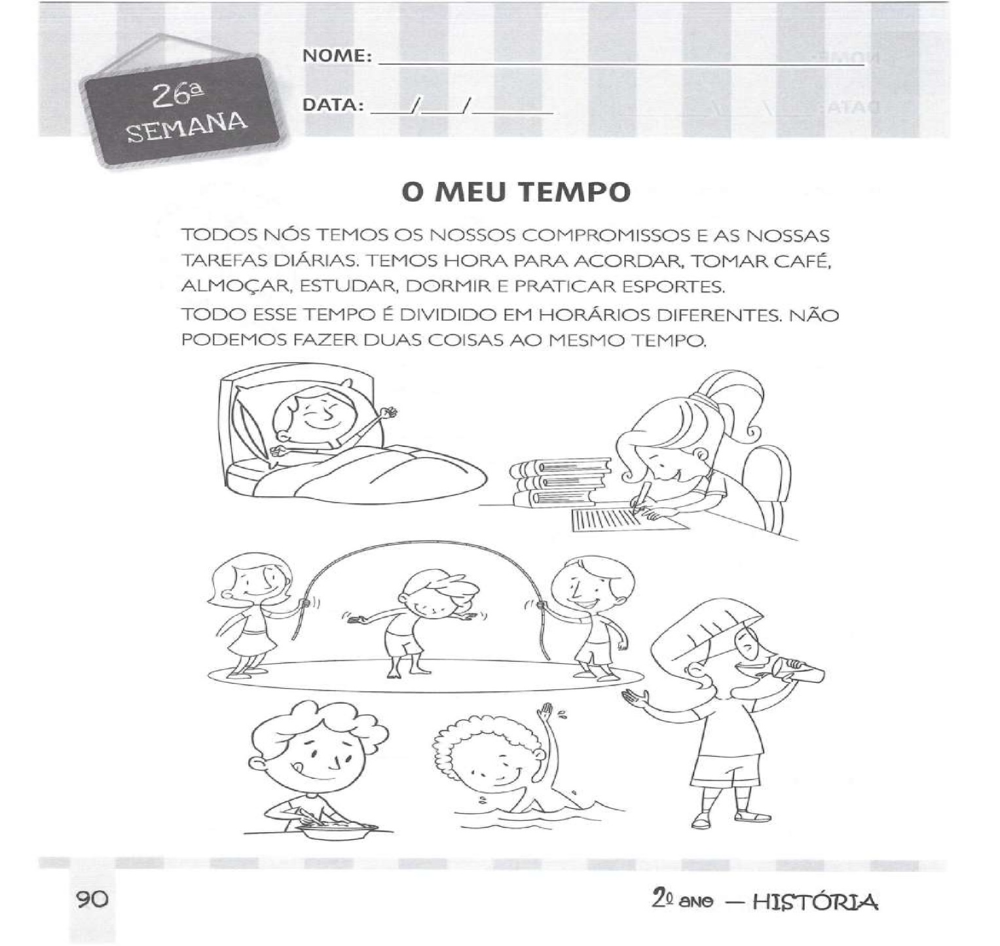 26ª
SEMANA
NOME:
DATA: ___/___/______
O MEU TEMPO
TODOS NÓS TEMOS OS NOSSOS COMPROMISSOS E AS NOSSAS
TAREFAS DIÁRIAS. TEMOS HORA PARA ACORDAR, TOMAR CAFÉ,
ALMOÇAR, ESTUDAR, DORMIR E PRATICAR ESPORTES.
TODO ESSE TEMPO É DIVIDIDO EM HORÁRIOS DIFERENTES. NÃO
PODEMOS FAZER DUAS COISAS AO MESMO TEMPO.
90
2º ANO — HISTÓRIA